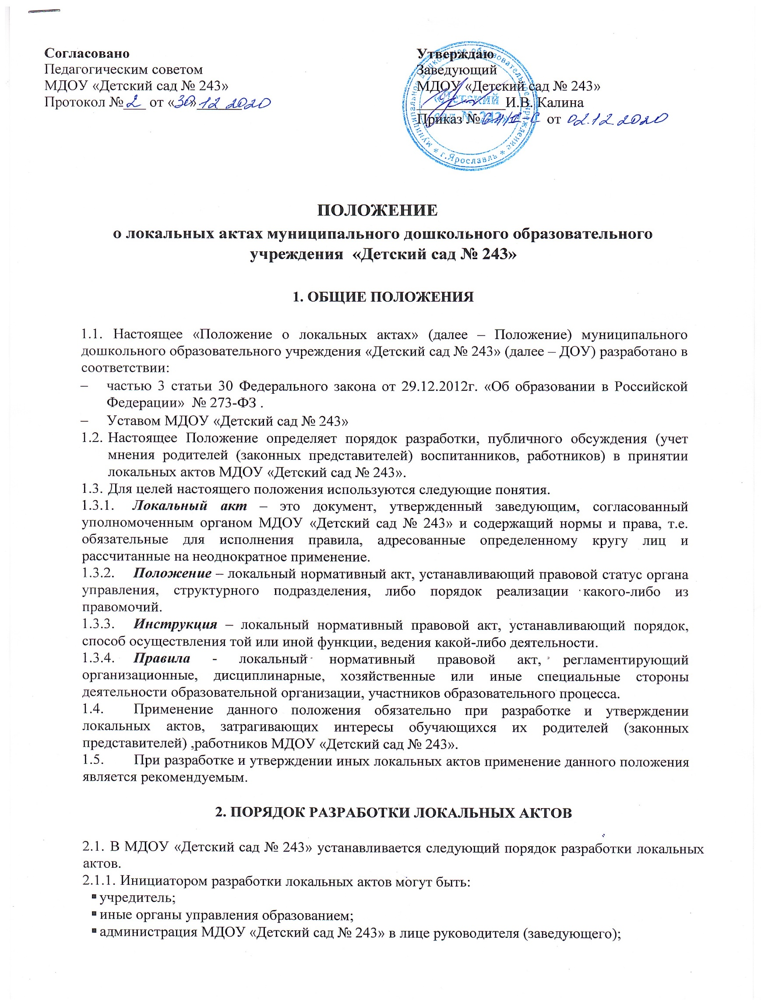 Согласовано
Педагогическим советом
МДОУ «Детский сад № 243»
Протокол № 2 от «30» 12 2020
Утверждаю
Заведующий
МДОУ «Детский сад № 243»
И.В. Калина
Приказ № от 02.12.2020
муниципальное дошкольное образовательное учреждение * г.Ярославль *
«Детский
сад № 243»
ПОЛОЖЕНИЕ
о локальных актах муниципального дошкольного образовательного
учреждения «Детский сад № 243»
1. ОБЩИЕ ПОЛОЖЕНИЯ
1.1. Настоящее «Положение о локальных актах» (далее – Положение) муниципального
дошкольного образовательного учреждения «Детский сад № 243» (далее – ДОУ) разработано в
соответствии:
– частью 3 статьи 30 Федерального закона от 29.12.2012г. «Об образовании в Российской
Федерации» № 273-ФЗ .
– Уставом МДОУ «Детский сад № 243»
1.2. Настоящее Положение определяет порядок разработки, публичного обсуждения (учет
мнения родителей (законных представителей) воспитанников, работников) в принятии
локальных актов МДОУ «Детский сад № 243».
1.3. Для целей настоящего положения используются следующие понятия.
1.3.1. Локальный акт – это документ, утвержденный заведующим, согласованный
уполномоченным органом МДОУ «Детский сад № 243» и содержащий нормы и права, т.е.
обязательные для исполнения правила, адресованные определенному кругу лиц и
рассчитанные на неоднократное применение.
1.3.2. Положение – локальный нормативный акт, устанавливающий правовой статус органа
управления, структурного подразделения, либо порядок реализации какого-либо из
правомочий.
1.3.3. Инструкция – локальный нормативный правовой акт, устанавливающий порядок,
способ осуществления той или иной функции, ведения какой-либо деятельности.
1.3.4. Правила - локальный нормативный правовой акт, регламентирующий
организационные, дисциплинарные, хозяйственные или иные специальные стороны
деятельности образовательной организации, участников образовательного процесса.
1.4. Применение данного положения обязательно при разработке и утверждении
локальных актов, затрагивающих интересы обучающихся их родителей (законных
представителей) ,работников МДОУ «Детский сад № 243».
1.5. При разработке и утверждении иных локальных актов применение данного положения
является рекомендуемым.
2. ПОРЯДОК РАЗРАБОТКИ ЛОКАЛЬНЫХ АКТОВ
2.1. В МДОУ «Детский сад № 243» устанавливается следующий порядок разработки локальных
актов.
2.1.1. Инициатором разработки локальных актов могут быть:
▪ учредитель;
▪ иные органы управления образованием;
▪ администрация МДОУ «Детский сад № 243» в лице руководителя (заведующего);